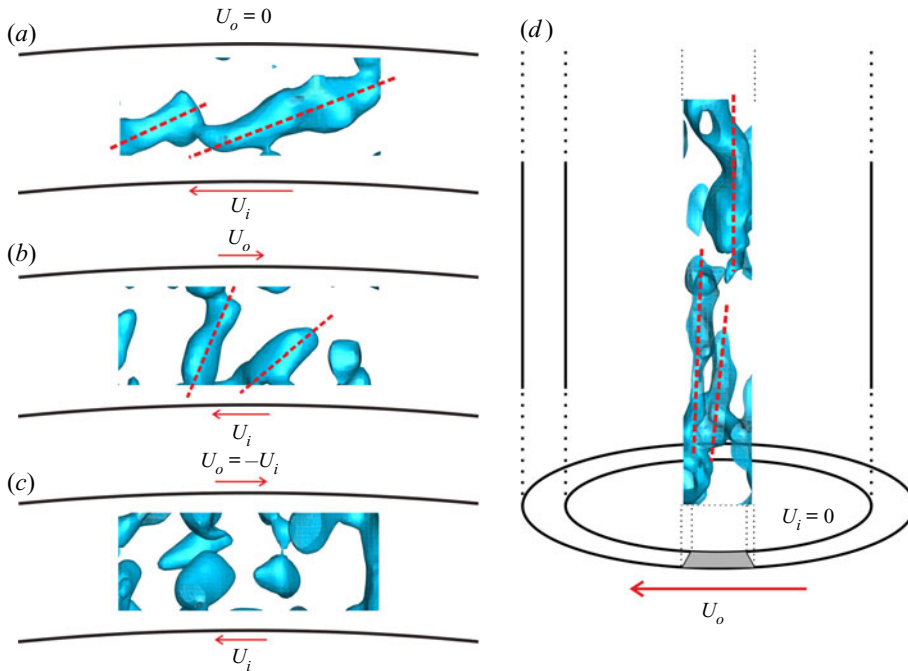 (a)
U_o = 0
U_i
(b)
U_o
U_i
(c)
U_o = –U_i
U_i
(d)
U_i = 0
U_o